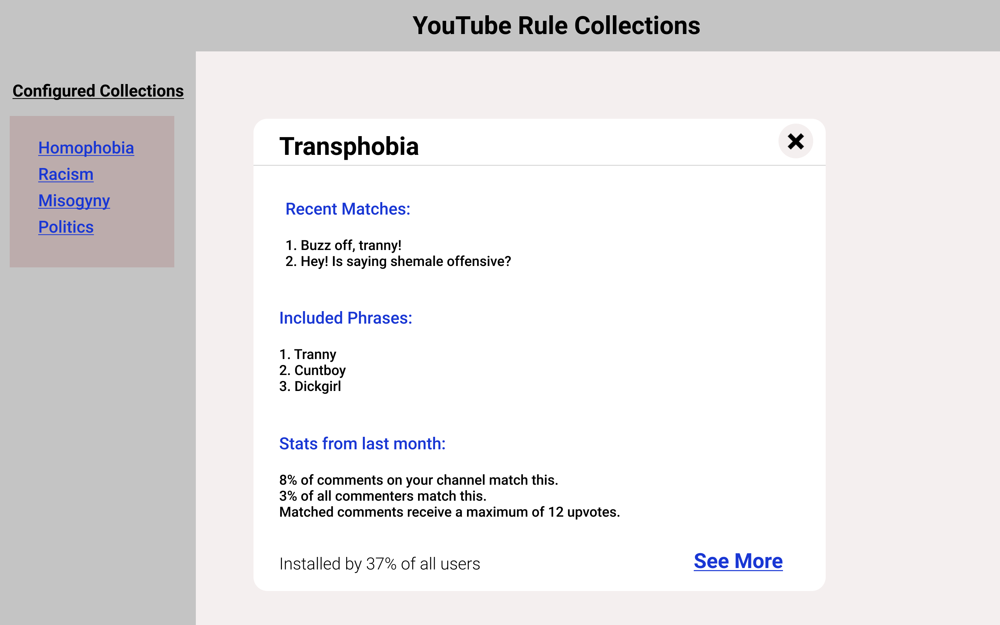 YouTube Rule Collections
Configured Collections
Homophobia
Racism
Misogyny
Politics
Transphobia
Recent Matches:
1. Buzz off, tranny!
2. Hey! Is saying shemale offensive?
Included Phrases:
1. Tranny
2. Cuntboy
3. Dickgirl
Stats from last month:
8% of comments on your channel match this.
3% of all commenters match this.
Matched comments receive a maximum of 12 upvotes.
Installed by 37% of all users
See More